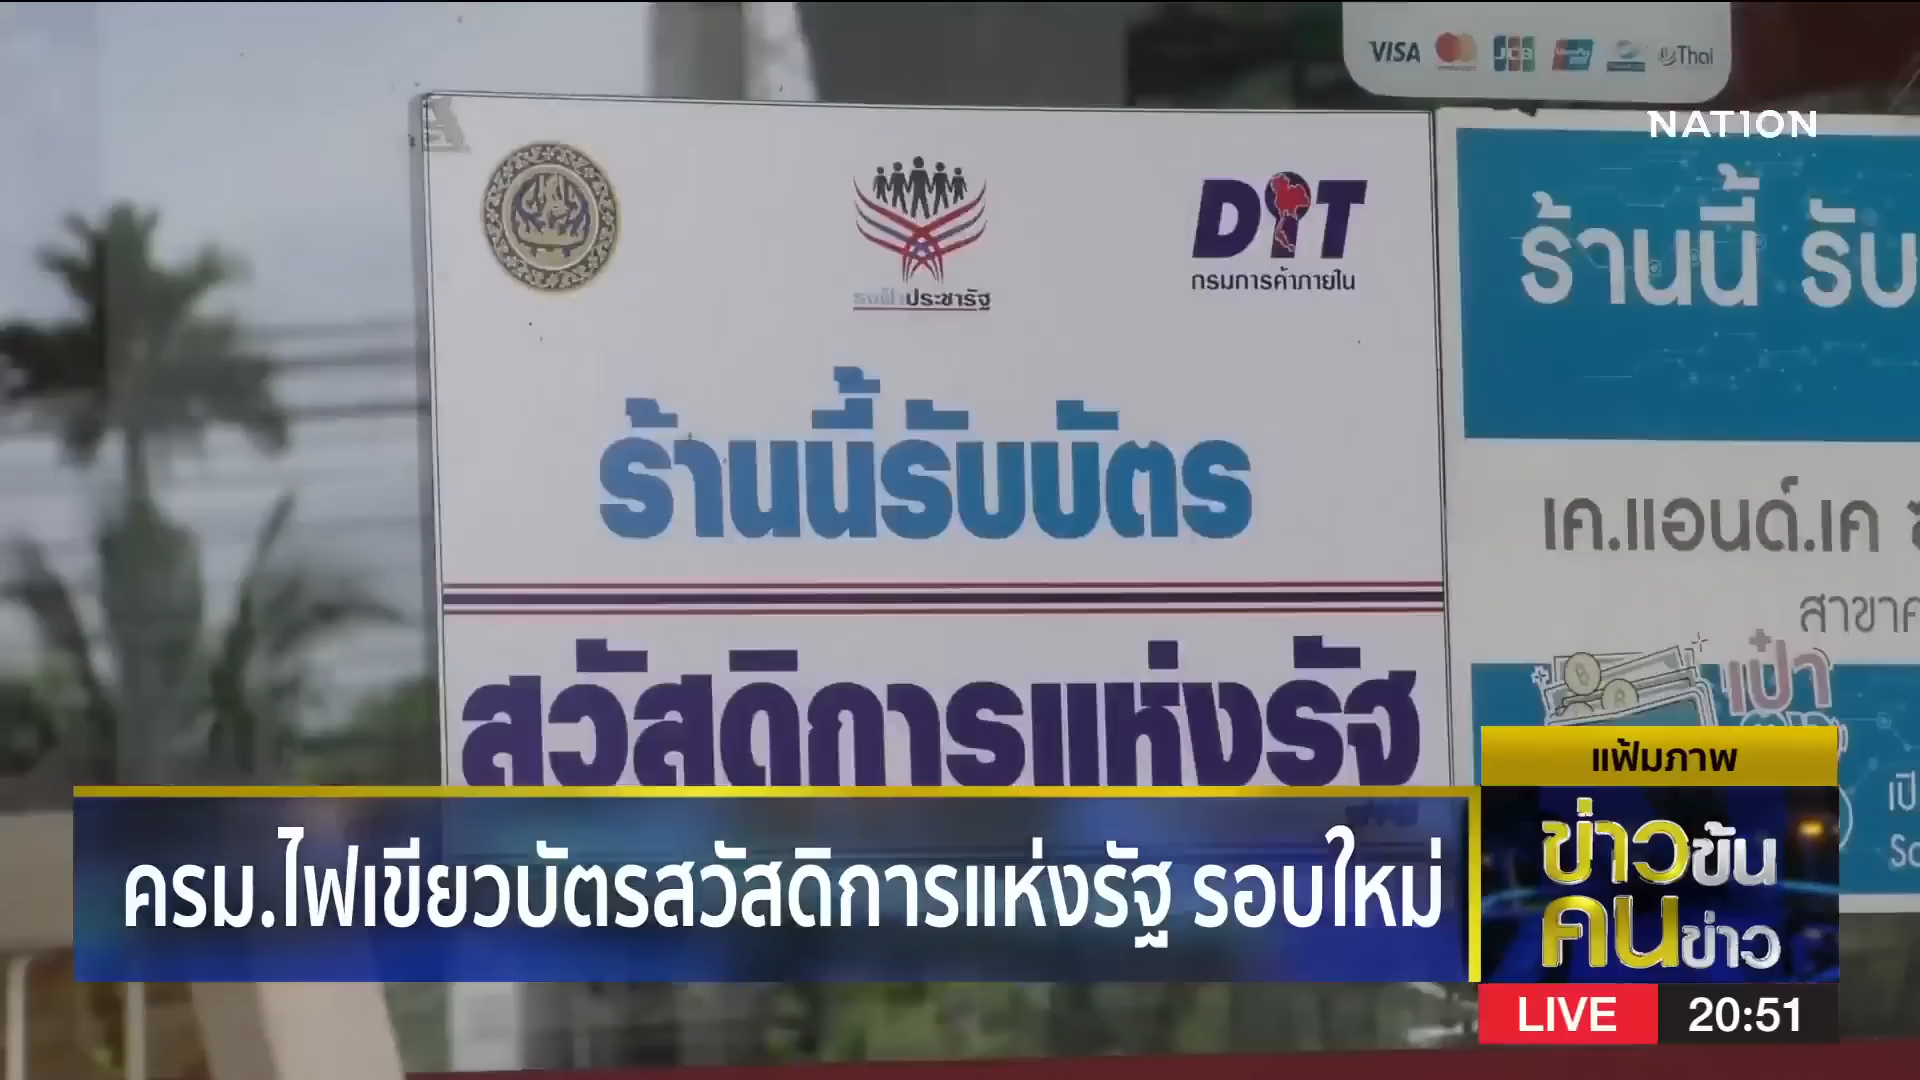 VISA
JCB
UnionPay
Thai
NATION
DIT
กรมการค้าภายใน
ธงฟ้าประชารัฐ
ร้านนี้รับบัตร
สวัสดิการแห่งรัฐ
ร้านนี้ รับ
เค.แอนด์.เค
สาขา
เป๋า
แฟ้มภาพ
ครม.ไฟเขียวบัตรสวัสดิการแห่งรัฐ รอบใหม่
ข่าวข้น
คนข่าว
LIVE 20:51